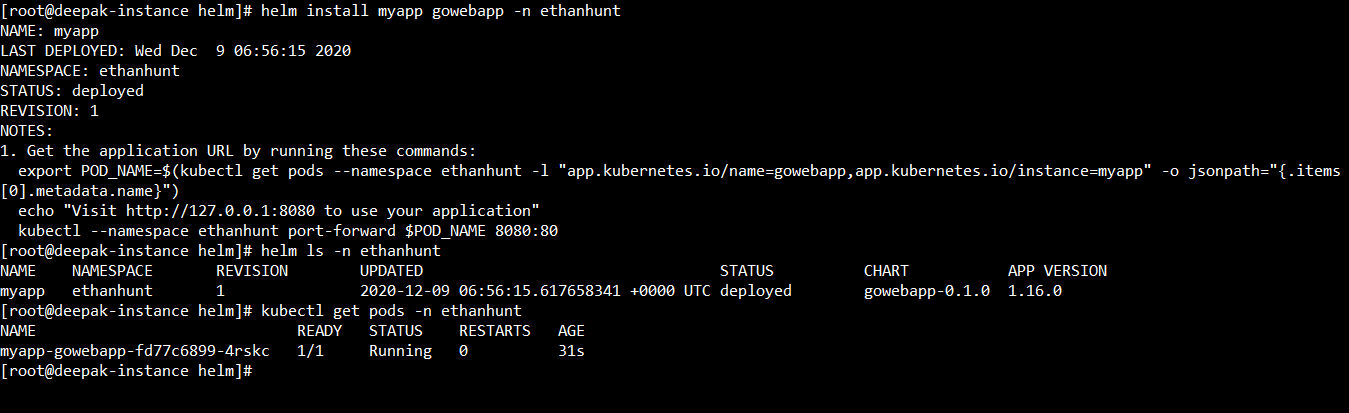 [root@deepak-instance helm]# helm install myapp gowebapp -n ethanhunt
NAME: myapp
LAST DEPLOYED: Wed Dec  9 06:56:15 2020
NAMESPACE: ethanhunt
STATUS: deployed
REVISION: 1
NOTES:
1. Get the application URL by running these commands:
  export POD_NAME=$(kubectl get pods --namespace ethanhunt -l "app.kubernetes.io/name=gowebapp,app.kubernetes.io/instance=myapp" -o jsonpath="{.items
[0].metadata.name}")
  echo "Visit http://127.0.0.1:8080 to use your application"
  kubectl --namespace ethanhunt port-forward $POD_NAME 8080:80
[root@deepak-instance helm]# helm ls -n ethanhunt
NAME    NAMESPACE       REVISION        UPDATED                                 STATUS          CHART           APP VERSION
myapp   ethanhunt       1               2020-12-09 06:56:15.617658341 +0000 UTC deployed        gowebapp-0.1.0  1.16.0
[root@deepak-instance helm]# kubectl get pods -n ethanhunt
NAME                             READY   STATUS    RESTARTS   AGE
myapp-gowebapp-fd77c6899-4rskc   1/1     Running   0          31s
[root@deepak-instance helm]#